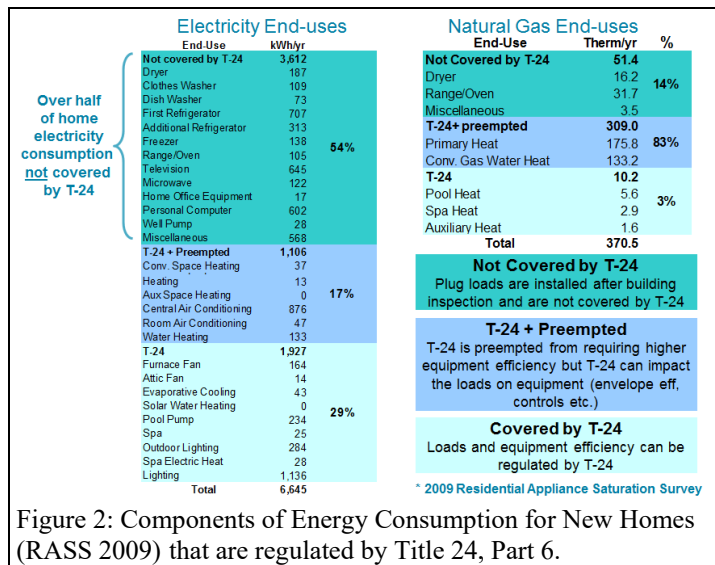 Electricity End-uses
End-Use kWh/yr
Not covered by T-24 3,612
Dryer 187
Clothes Washer 109
Dish Washer 73
First Refrigerator 707
Additional Refrigerator 313
Freezer 138
Range/Oven 105
Television 645
Microwave 122
Home Office Equipment 17
Personal Computer 602
Well Pump 28
Miscellaneous 568
54%
Over half
of home
electricity
consumption
not covered
by T-24
T-24 + Preempted 1,106
Conv. Space Heating 37
Heating 13
Aux Space Heating 0
Central Air Conditioning 876
Room Air Conditioning 47
Water Heating 133
17%
T-24 1,927
Furnace Fan 164
Attic Fan 14
Evaporative Cooling 43
Solar Water Heating 0
Pool Pump 234
Spa 25
Outdoor Lighting 284
Spa Electric Heat 28
Lighting 1,136
29%
Total 6,645
Natural Gas End-uses
End-Use Therm/yr %
Not Covered by T-24 51.4
Dryer 16.2
Range/Oven 31.7
Miscellaneous 3.5
14%
T-24+ preempted 309.0
Primary Heat 175.8
Conv. Gas Water Heat 133.2
83%
T-24 10.2
Pool Heat 5.6
Spa Heat 2.9
Auxiliary Heat 1.6
3%
Total 370.5
Not Covered by T-24
Plug loads are installed after building
inspection and are not covered by T-24
T-24 + Preempted
T-24 is preempted from requiring higher
equipment efficiency but T-24 can impact
the loads on equipment (envelope eff,
controls etc.)
Covered by T-24
Loads and equipment efficiency can be
regulated by T-24
* 2009 Residential Appliance Saturation Survey
Figure 2: Components of Energy Consumption for New Homes
(RASS 2009) that are regulated by Title 24, Part 6.